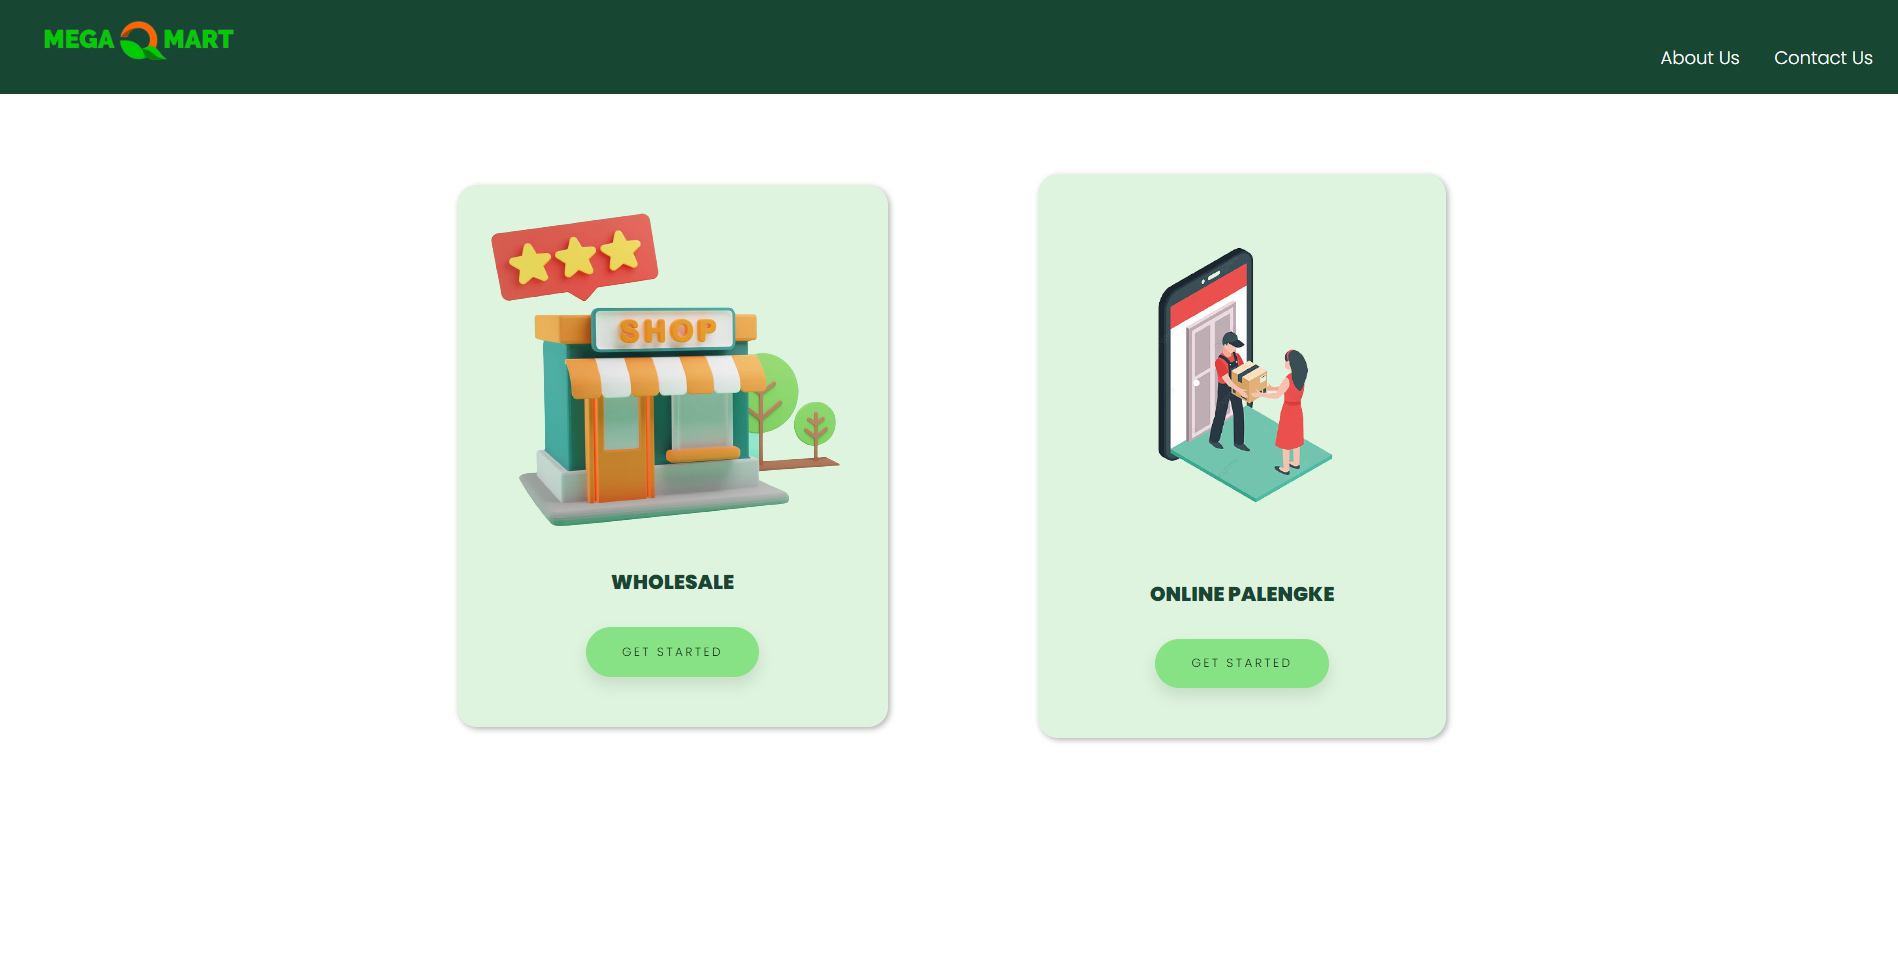 MEGA Q MART
About Us
Contact Us
SHOP
WHOLESALE
GET STARTED
ONLINE PALENGKE
GET STARTED